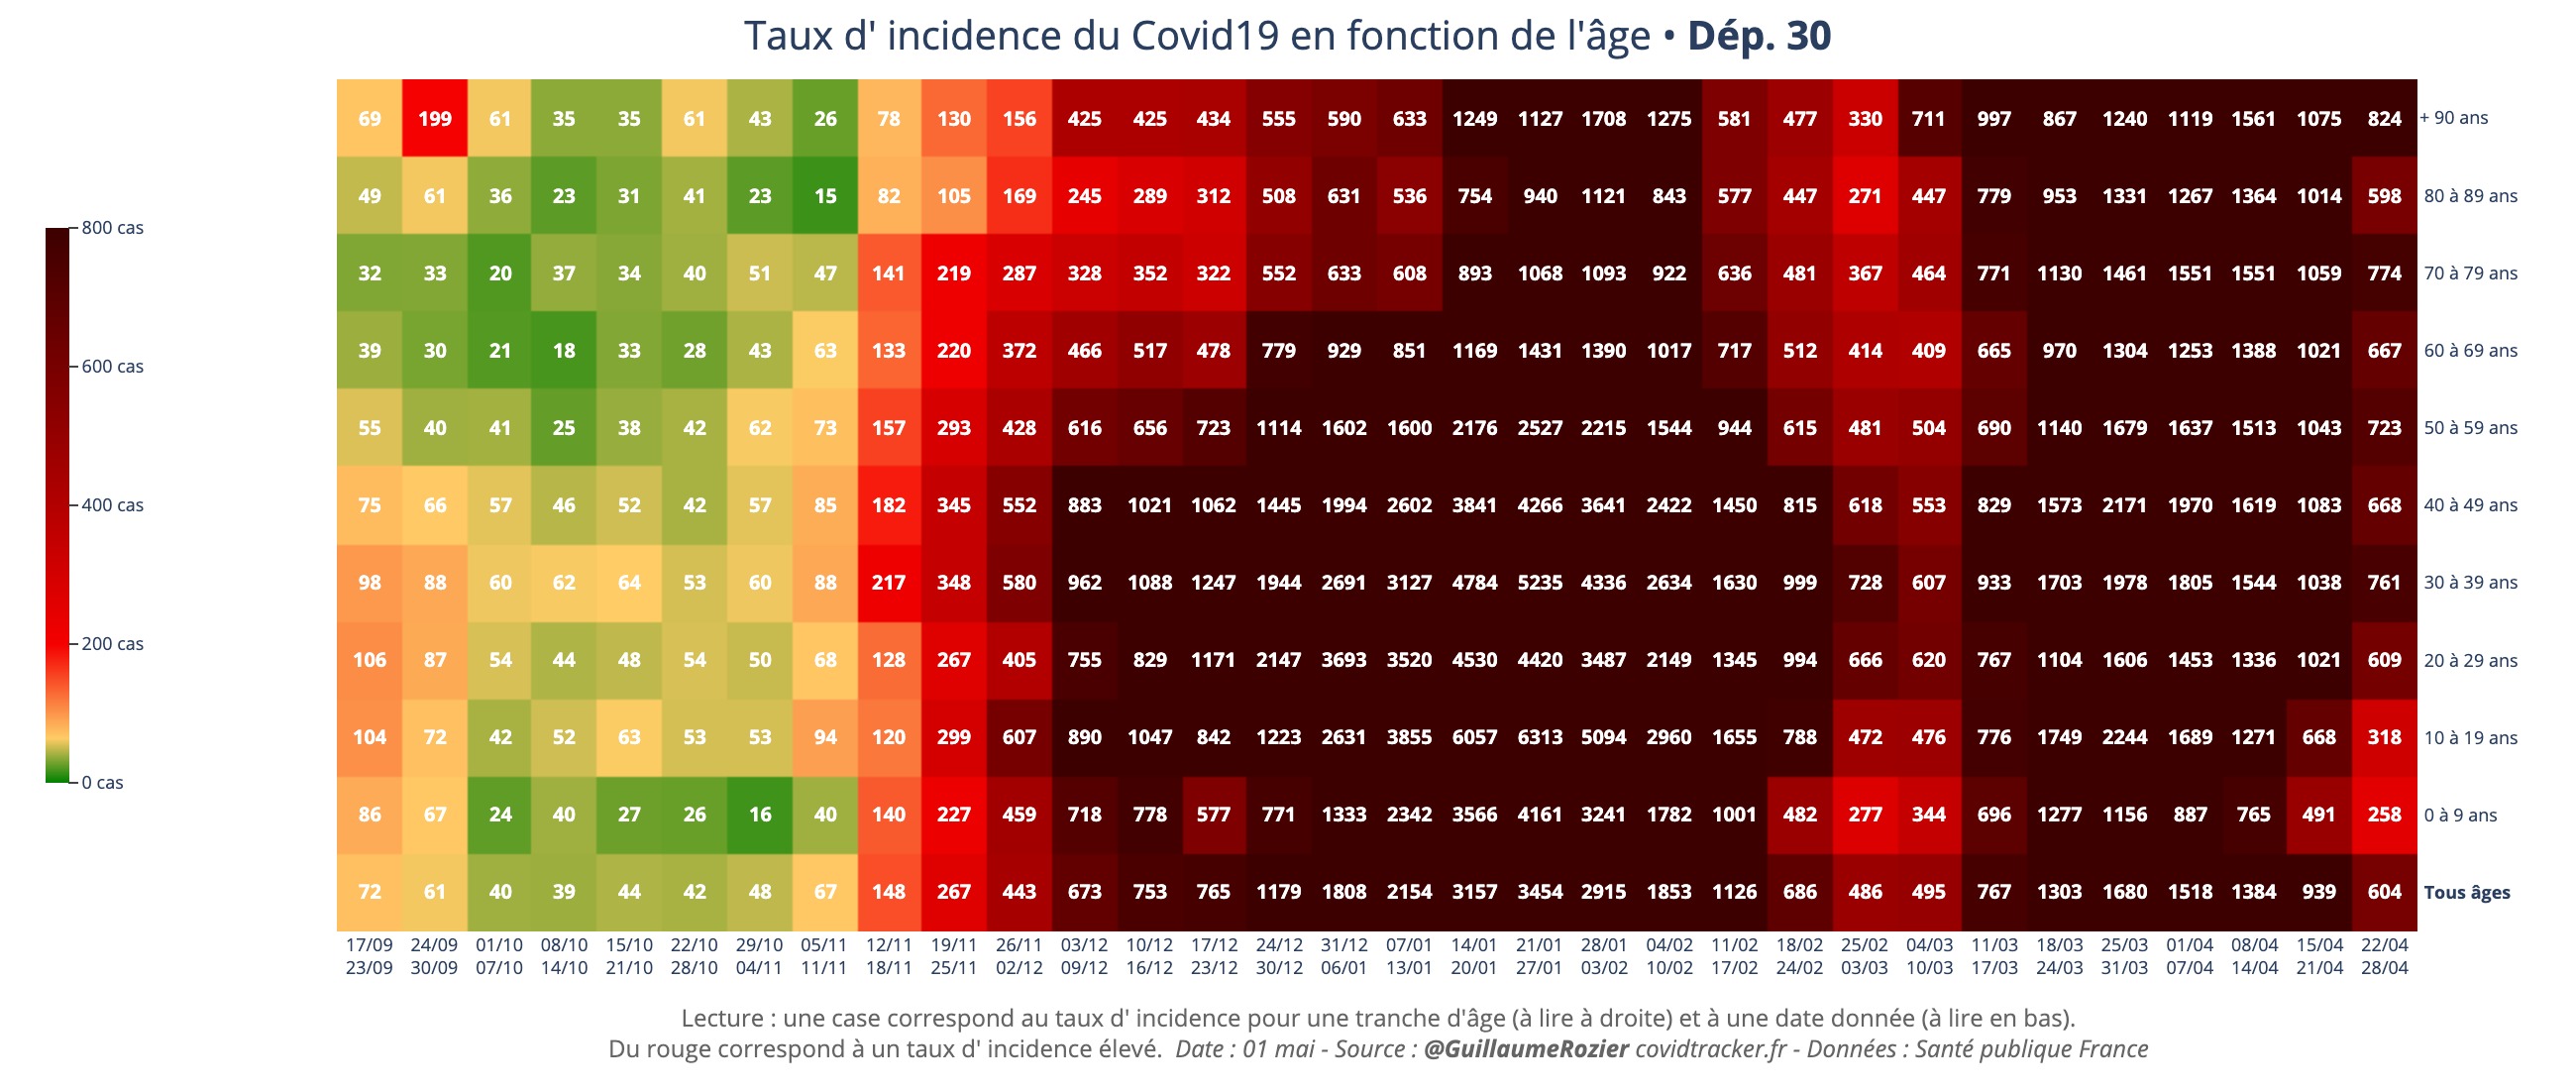 Taux d' incidence du Covid19 en fonction de l'âge • Dép. 30
800 cas
600 cas
400 cas
200 cas
0 cas
69 199 61 35 35 61 43 26 78 130 156 425 425 434 555 590 633 1249 1127 1708 1275 581 477 330 711 997 867 1240 1119 1561 1075 824 + 90 ans
49 61 36 23 31 41 23 15 82 105 169 245 289 312 508 631 536 754 940 1121 843 577 447 271 447 779 953 1331 1267 1364 1014 598 80 à 89 ans
32 33 20 37 34 40 51 47 141 219 287 328 352 322 552 633 608 893 1068 1093 922 636 481 367 464 771 1130 1461 1551 1551 1059 774 70 à 79 ans
39 30 21 18 33 28 43 63 133 220 372 466 517 478 779 929 851 1169 1431 1390 1017 717 512 414 409 665 970 1304 1253 1388 1021 667 60 à 69 ans
55 40 41 25 38 42 62 73 157 293 428 616 656 723 1114 1602 1600 2176 2527 2215 1544 944 615 481 504 690 1140 1679 1637 1513 1043 723 50 à 59 ans
75 66 57 46 52 42 57 85 182 345 552 883 1021 1062 1445 1994 2602 3841 4266 3641 2422 1450 815 618 553 829 1573 2171 1970 1619 1083 668 40 à 49 ans
98 88 60 62 64 53 60 88 217 348 580 962 1088 1247 1944 2691 3127 4784 5235 4336 2634 1630 999 728 607 933 1703 1978 1805 1544 1038 761 30 à 39 ans
106 87 54 44 48 54 50 68 128 267 405 755 829 1171 2147 3693 3520 4530 4420 3487 2149 1345 994 666 620 767 1104 1606 1453 1336 1021 609 20 à 29 ans
104 72 42 52 63 53 53 94 120 299 607 890 1047 842 1223 2631 3855 6057 6313 5094 2960 1655 788 472 476 776 1749 2244 1689 1271 668 318 10 à 19 ans
86 67 24 40 27 26 16 40 140 227 459 718 778 577 771 1333 2342 3566 4161 3241 1782 1001 482 277 344 696 1277 1156 887 765 491 258 0 à 9 ans
72 61 40 39 44 42 48 67 148 267 443 673 753 765 1179 1808 2154 3157 3454 2915 1853 1126 686 486 495 767 1303 1680 1518 1384 939 604 Tous âges
17/09 24/09 01/10 08/10 15/10 22/10 29/10 05/11 12/11 19/11 26/11 03/12 10/12 17/12 24/12 31/12 07/01 14/01 21/01 28/01 04/02 11/02 18/02 25/02 04/03 11/03 18/03 25/03 01/04 08/04 15/04 22/04
23/09 30/09 07/10 14/10 21/10 28/10 04/11 11/11 18/11 25/11 02/12 09/12 16/12 23/12 30/12 06/01 13/01 20/01 27/01 03/02 10/02 17/02 24/02 03/03 10/03 17/03 24/03 31/03 07/04 14/04 21/04 28/04
Lecture : une case correspond au taux d' incidence pour une tranche d'âge (à lire à droite) et à une date donnée (à lire en bas).
Du rouge correspond à un taux d' incidence élevé. Date : 01 mai - Source : @GuillaumeRozier covidtracker.fr - Données : Santé publique France